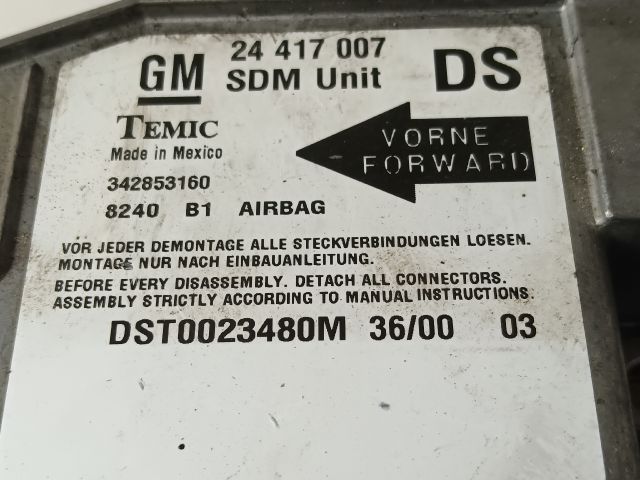 GM 24 417 007 DS
SDM Unit
TEMIC
Made in Mexico
VORNE
FORWARD
342853160
8240 B1 AIRBAG
VOR JEDER DEMONTAGE ALLE STECKVERBINDUNGEN LOESEN.
MONTAGE NUR NACH EINBAUANLEITUNG.
BEFORE EVERY DISASSEMBLY. DETACH ALL CONNECTORS.
ASSEMBLY STRICTLY ACCORDING TO MANUAL INSTRUCTIONS.
DST0023480M 36/00 03